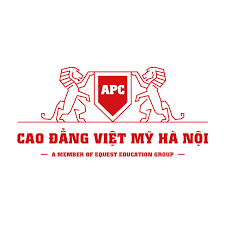 APC
CAO ĐẲNG VIỆT MỸ HÀ NỘI
A MEMBER OF EQUEST EDUCATION GROUP